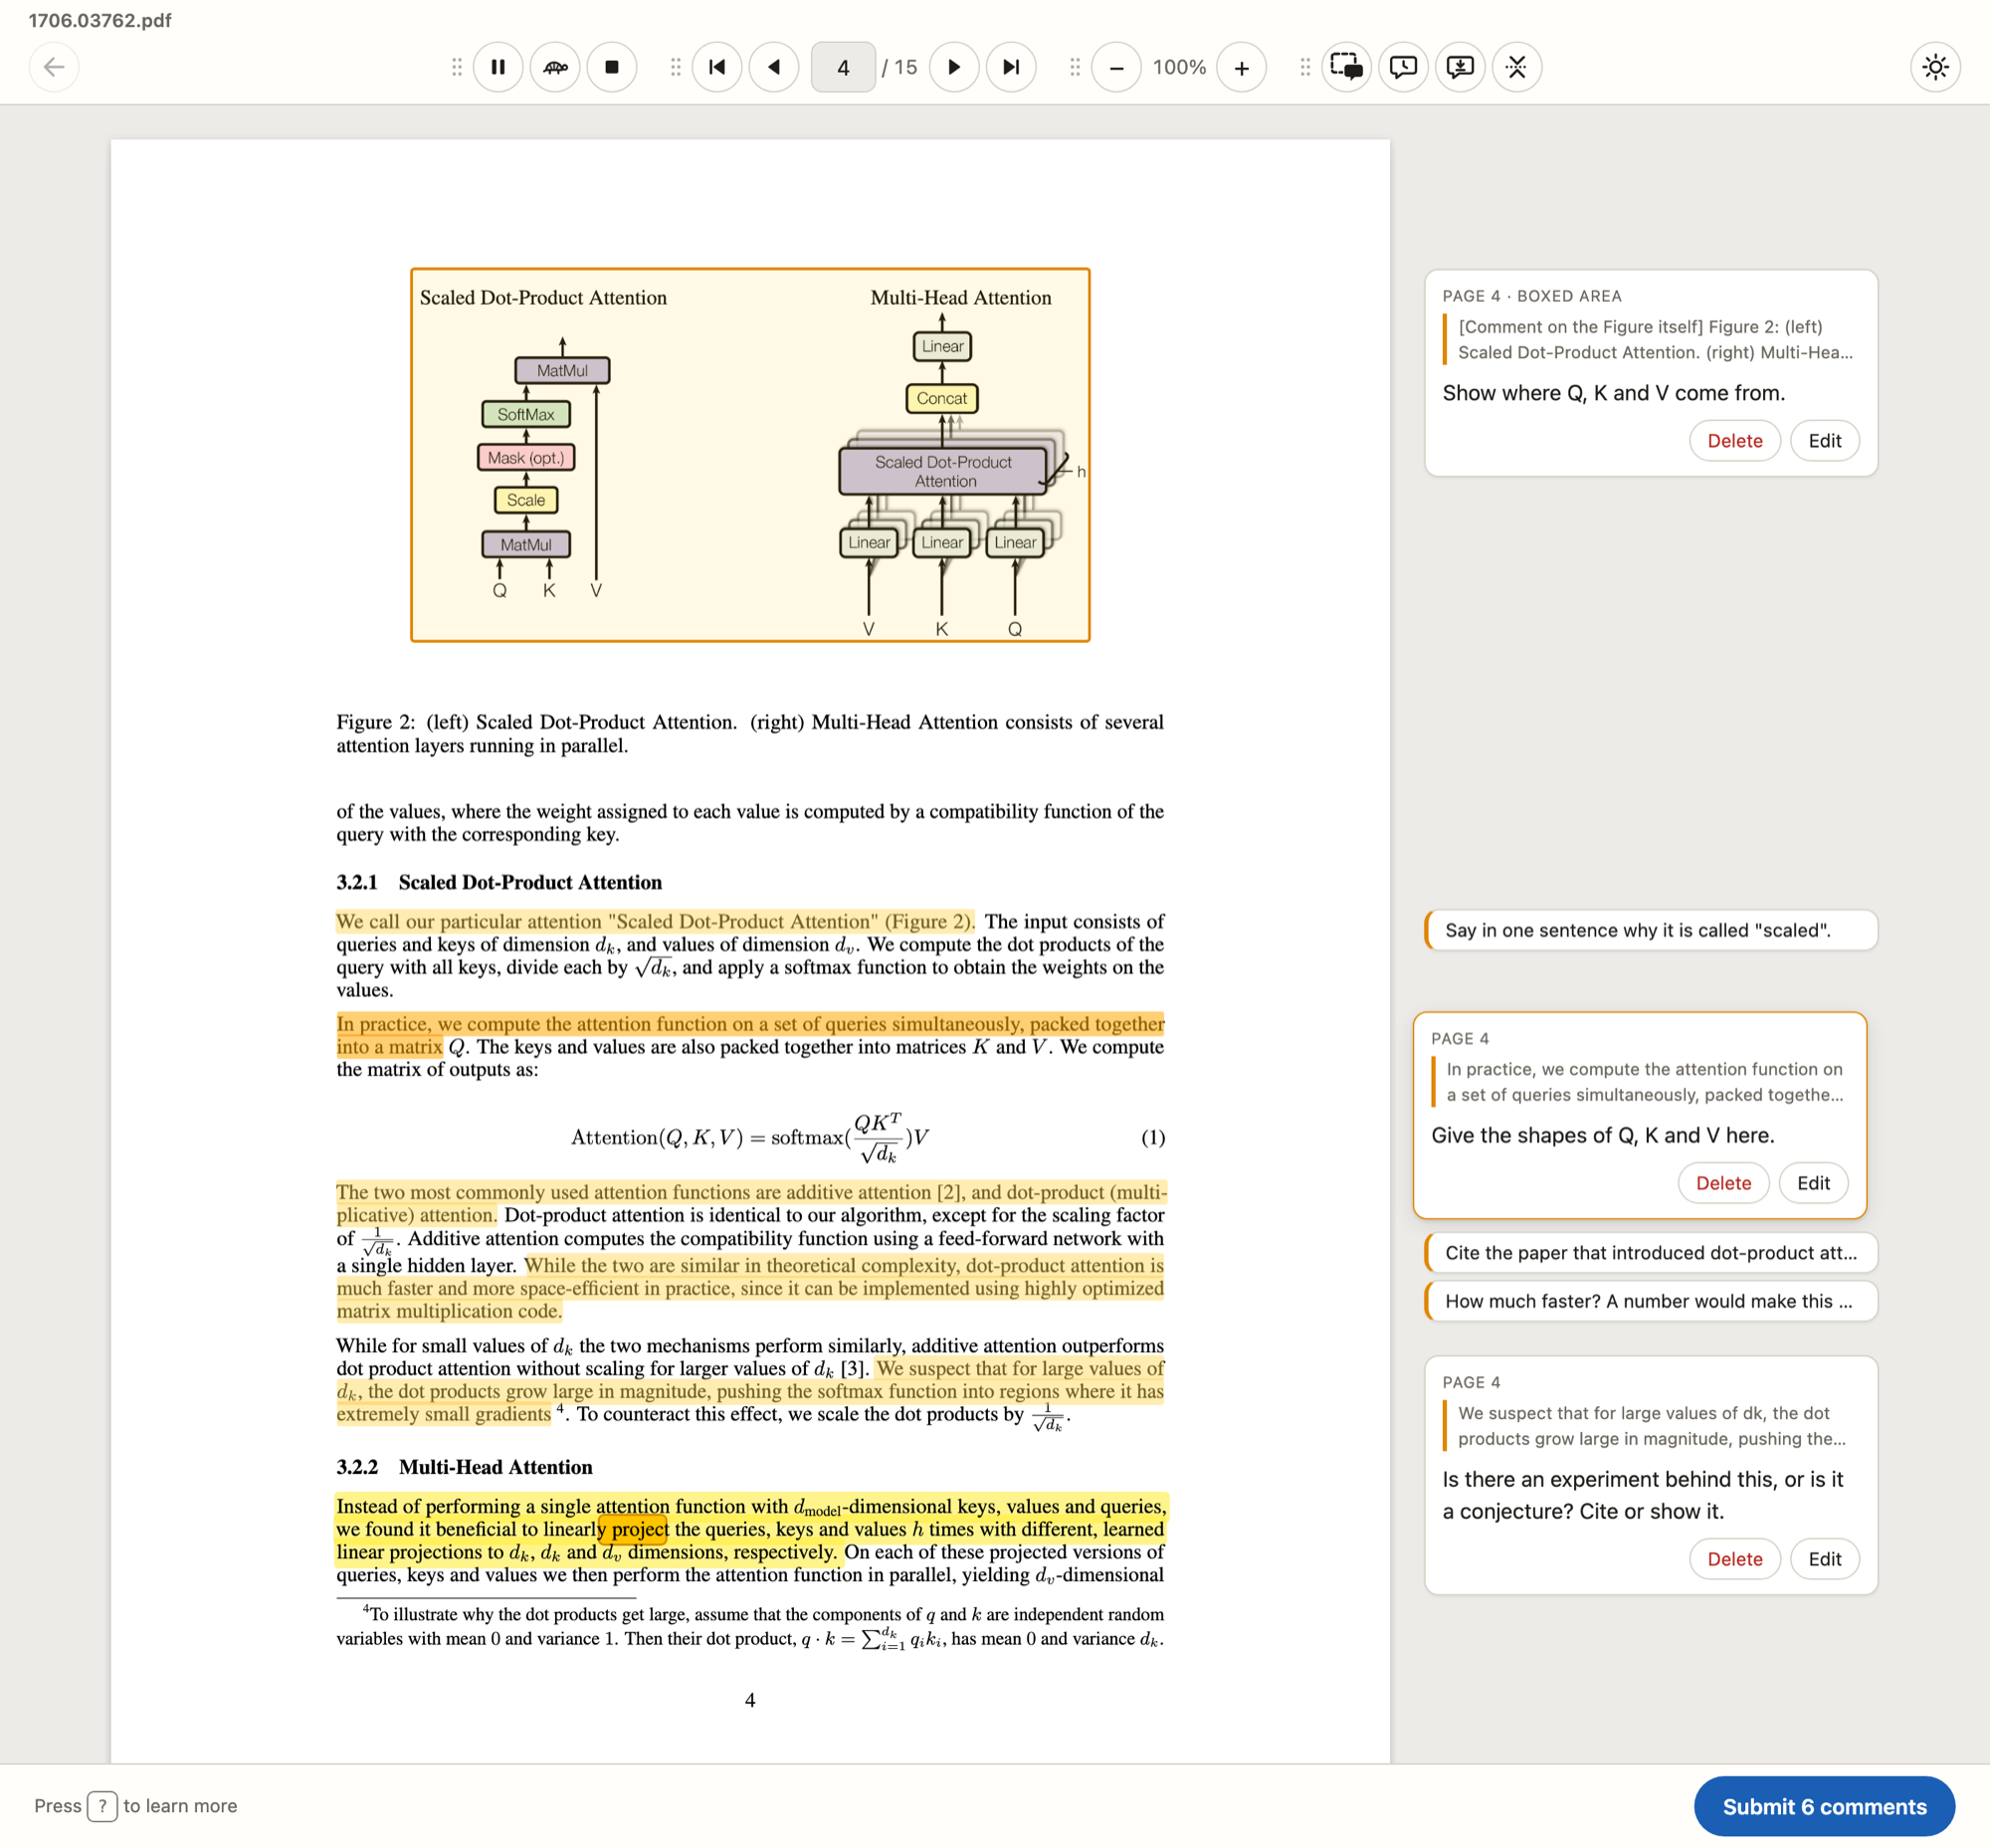 1706.03762.pdf
4 / 15
100%
Scaled Dot-Product Attention
MatMul
SoftMax
Mask (opt.)
Scale
MatMul
Q K V
Multi-Head Attention
Linear
Concat
Scaled Dot-Product
Attention
h
Linear Linear Linear
V K Q
Figure 2: (left) Scaled Dot-Product Attention. (right) Multi-Head Attention consists of several
attention layers running in parallel.
of the values, where the weight assigned to each value is computed by a compatibility function of the
query with the corresponding key.
3.2.1 Scaled Dot-Product Attention
We call our particular attention "Scaled Dot-Product Attention" (Figure 2). The input consists of
queries and keys of dimension dₖ, and values of dimension dᵥ. We compute the dot products of the
query with all keys, divide each by √dₖ, and apply a softmax function to obtain the weights on the
values.
In practice, we compute the attention function on a set of queries simultaneously, packed together
into a matrix Q. The keys and values are also packed together into matrices K and V. We compute
the matrix of outputs as:
Attention(Q, K, V) = softmax(QKᵀ/√dₖ)V (1)
The two most commonly used attention functions are additive attention [2], and dot-product (multi-
plicative) attention. Dot-product attention is identical to our algorithm, except for the scaling factor
of 1/√dₖ. Additive attention computes the compatibility function using a feed-forward network with
a single hidden layer. While the two are similar in theoretical complexity, dot-product attention is
much faster and more space-efficient in practice, since it can be implemented using highly optimized
matrix multiplication code.
While for small values of dₖ the two mechanisms perform similarly, additive attention outperforms
dot product attention without scaling for larger values of dₖ [3]. We suspect that for large values of
dₖ, the dot products grow large in magnitude, pushing the softmax function into regions where it has
extremely small gradients ⁴. To counteract this effect, we scale the dot products by 1/√dₖ.
3.2.2 Multi-Head Attention
Instead of performing a single attention function with d_model-dimensional keys, values and queries,
we found it beneficial to linearly project the queries, keys and values h times with different, learned
linear projections to dₖ, dₖ and dᵥ dimensions, respectively. On each of these projected versions of
queries, keys and values we then perform the attention function in parallel, yielding dᵥ-dimensional
⁴To illustrate why the dot products get large, assume that the components of q and k are independent random
variables with mean 0 and variance 1. Then their dot product, q · k = ∑ᵢ₌₁^dₖ qᵢkᵢ, has mean 0 and variance dₖ.
4
PAGE 4 · BOXED AREA
[Comment on the Figure itself] Figure 2: (left)
Scaled Dot-Product Attention. (right) Multi-Hea...
Show where Q, K and V come from.
Delete Edit
Say in one sentence why it is called "scaled".
PAGE 4
In practice, we compute the attention function on
a set of queries simultaneously, packed togethe...
Give the shapes of Q, K and V here.
Delete Edit
Cite the paper that introduced dot-product att...
How much faster? A number would make this ...
PAGE 4
We suspect that for large values of dk, the dot
products grow large in magnitude, pushing the...
Is there an experiment behind this, or is it
a conjecture? Cite or show it.
Delete Edit
Press ? to learn more
Submit 6 comments